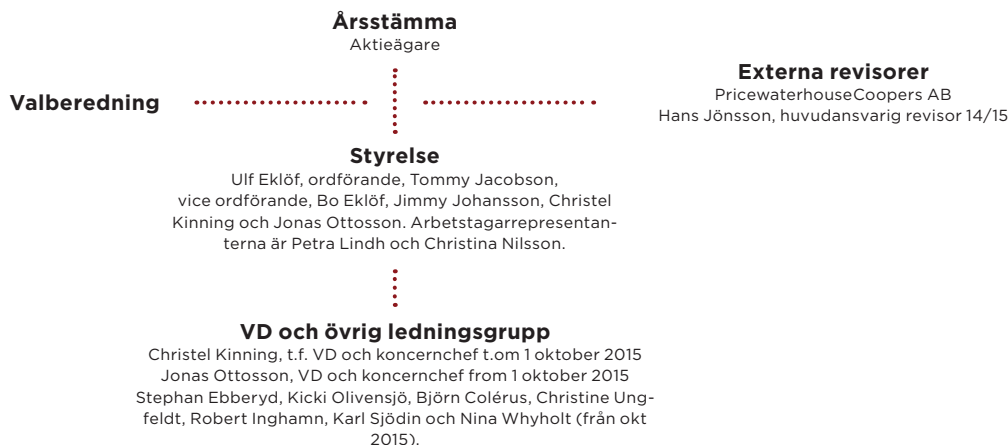 Årsstämma
Aktieägare
Valberedning
Externa revisorer
PricewaterhouseCoopers AB
Hans Jönsson, huvudansvarig revisor 14/15
Styrelse
Ulf Eklöf, ordförande, Tommy Jacobson,
vice ordförande, Bo Eklöf, Jimmy Johansson, Christel
Kinning och Jonas Ottosson. Arbetstagarrepresentan-
terna är Petra Lindh och Christina Nilsson.
VD och övrig ledningsgrupp
Christel Kinning, t.f. VD och koncernchef t.om 1 oktober 2015
Jonas Ottosson, VD och koncernchef from 1 oktober 2015
Stephan Ebberyd, Kicki Olivensjö, Björn Colérus, Christine Ung-
feldt, Robert Inghamn, Karl Sjödin och Nina Whyholt (från okt
2015).